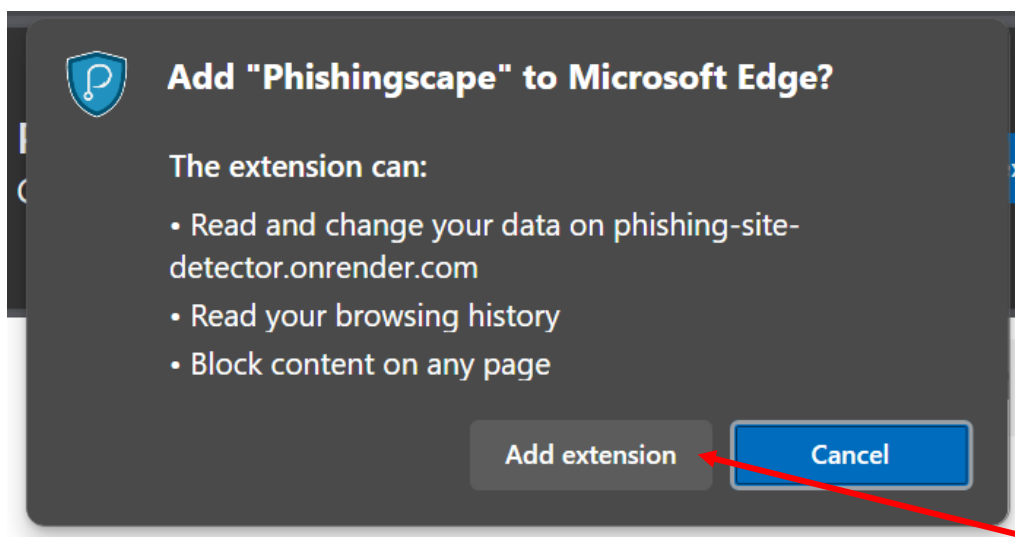 Add "Phishingscape" to Microsoft Edge?
The extension can:
• Read and change your data on phishing-site-
detector.onrender.com
• Read your browsing history
• Block content on any page
Add extension
Cancel